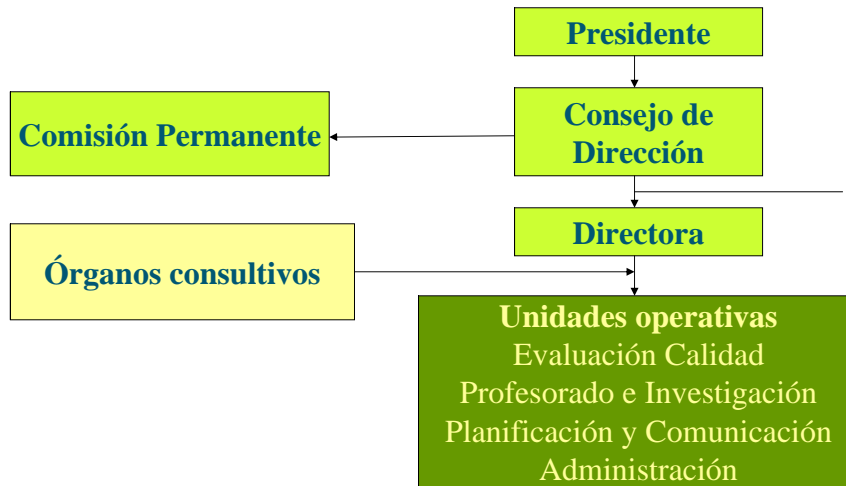 Presidente
Consejo de
Dirección
Comisión Permanente
Directora
Órganos consultivos
Unidades operativas
Evaluación Calidad
Profesorado e Investigación
Planificación y Comunicación
Administración